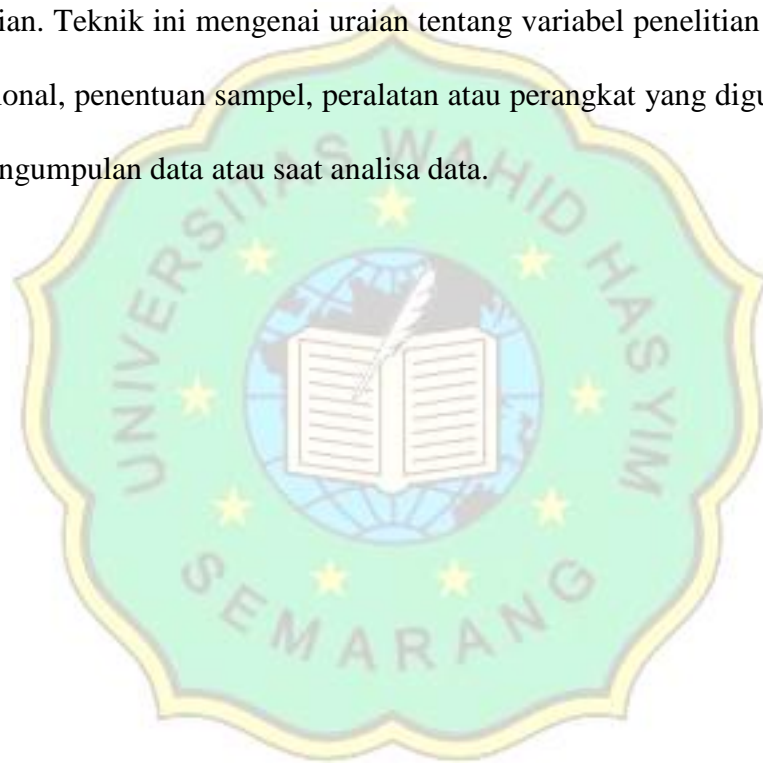 ian. Teknik ini mengenai uraian tentang variabel penelitian
ional, penentuan sampel, peralatan atau perangkat yang digu
ngumpulan data atau saat analisa data.
UNIVERSITAS WAHID HASYIM
SEMARANG